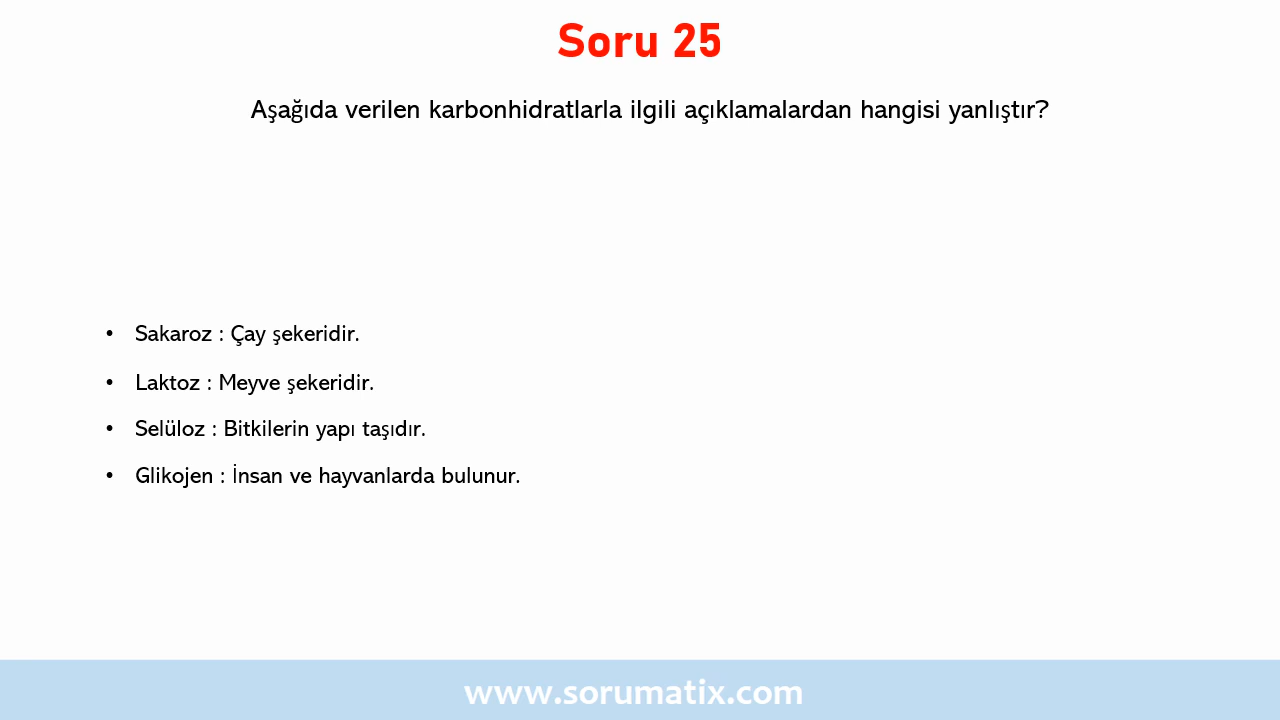 Soru 25
Aşağıda verilen karbonhidratlarla ilgili açıklamalardan hangisi yanlıştır?
• Sakaroz : Çay şekeridir.
• Laktoz : Meyve şekeridir.
• Selüloz : Bitkilerin yapı taşıdır.
• Glikojen : İnsan ve hayvanlarda bulunur.
www.sorumatix.com